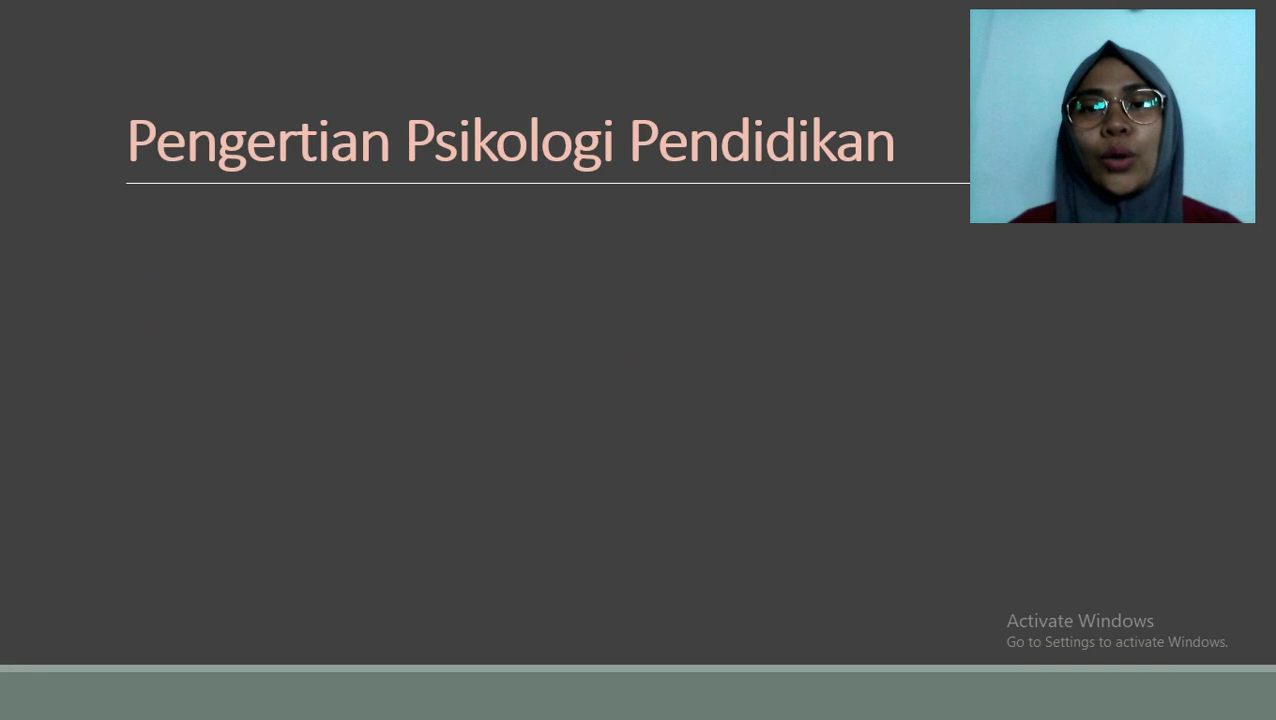 Pengertian Psikologi Pendidikan
Activate Windows
Go to Settings to activate Windows.